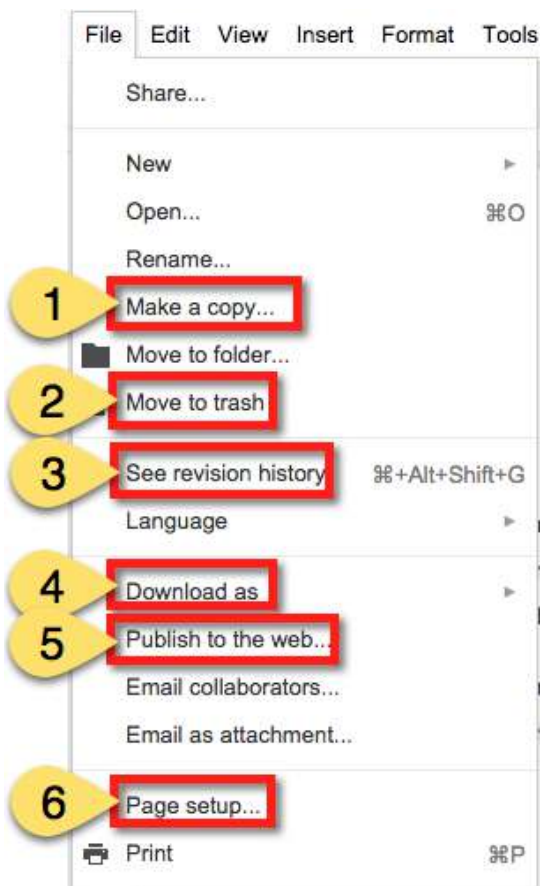 File Edit View Insert Format Tools
Share...
New
Open... ⌘O
Rename...
1 Make a copy...
Move to folder...
2 Move to trash
3 See revision history ⌘+Alt+Shift+G
Language
4 Download as
5 Publish to the web...
Email collaborators...
Email as attachment...
6 Page setup...
Print ⌘P